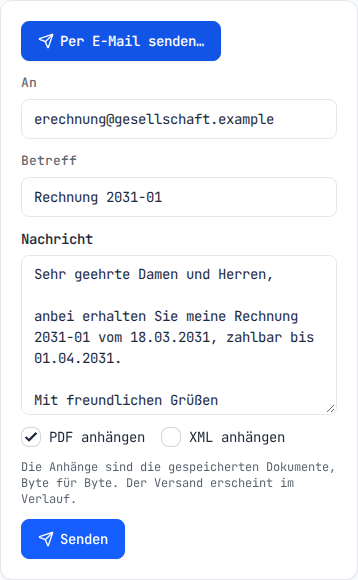 Per E-Mail senden…
An
erechnung@gesellschaft.example
Betreff
Rechnung 2031-01
Nachricht
Sehr geehrte Damen und Herren,
anbei erhalten Sie meine Rechnung
2031-01 vom 18.03.2031, zahlbar bis
01.04.2031.
Mit freundlichen Grüßen
PDF anhängen XML anhängen
Die Anhänge sind die gespeicherten Dokumente,
Byte für Byte. Der Versand erscheint im
Verlauf.
Senden